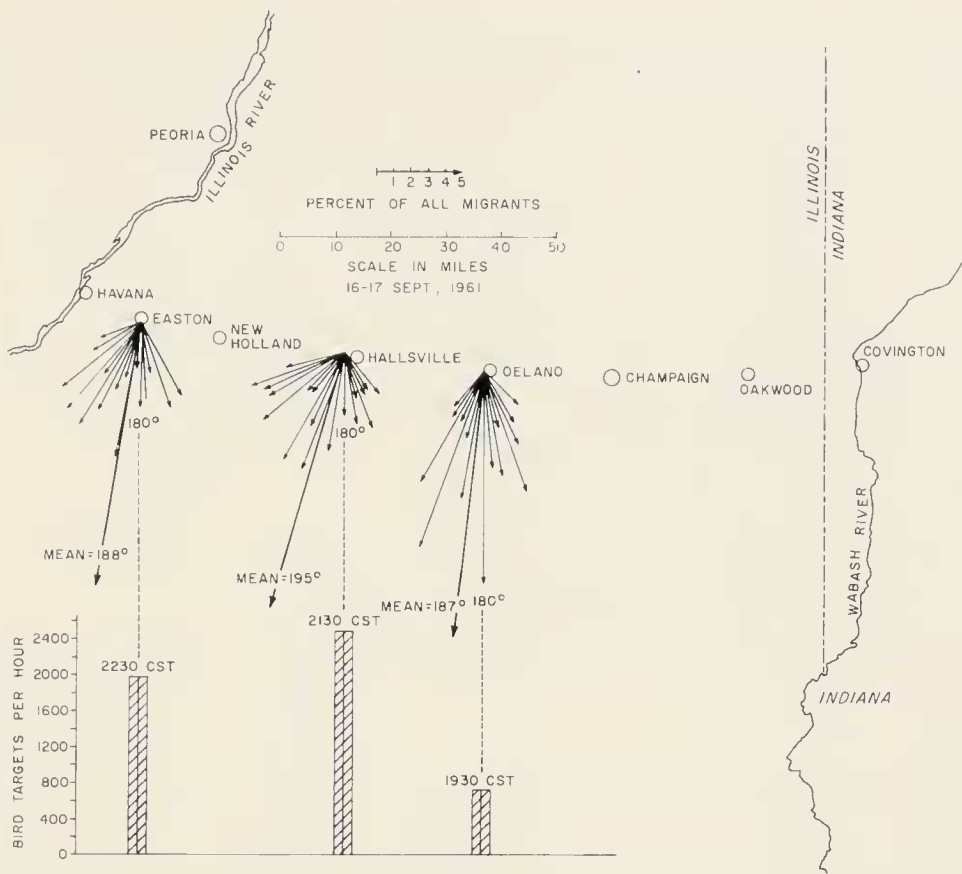 PEORIA
ILLINOIS RIVER
ILLINOIS
INDIANA
1 2 3 4 5
PERCENT OF ALL MIGRANTS
0 10 20 30 40 50
SCALE IN MILES
16-17 SEPT, 1961
HAVANA
EASTON
NEW
HOLLAND
HALLSVILLE
DELAND
CHAMPAIGN
OAKWOOD
COVINGTON
180°
180°
WABASH RIVER
MEAN=188°
MEAN=195°
MEAN=187°
180°
2130 CST
2230 CST
1930 CST
INDIANA
BIRD TARGETS PER HOUR
2400
2000
1600
1200
800
400
0